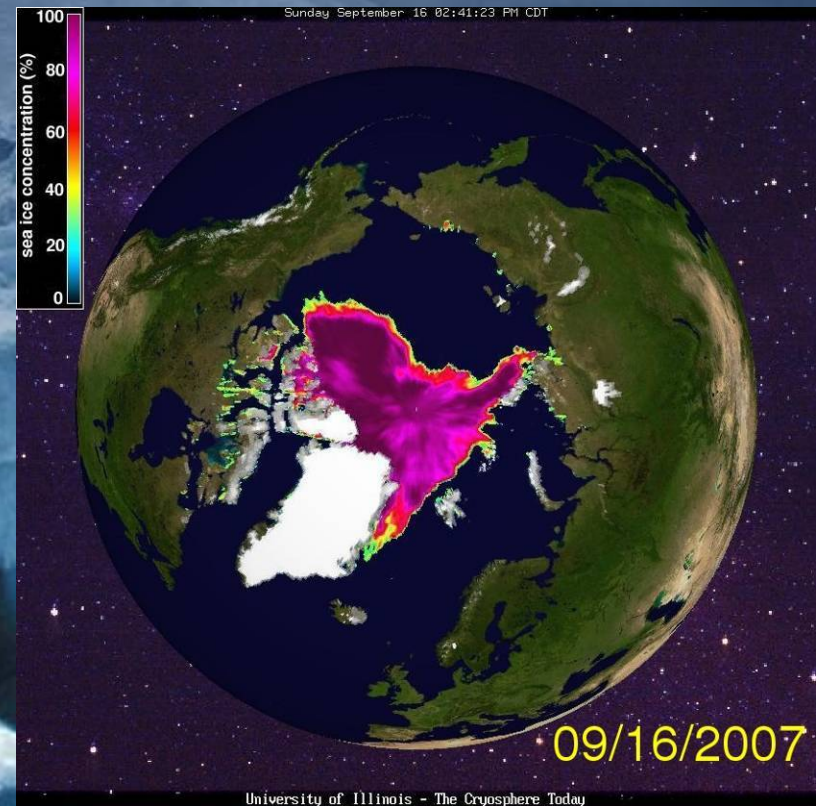 Sunday September 16 02:41:23 PM CDT
100
80
60
40
20
0
sea ice concentration (%)
09/16/2007
University of Illinois - The Cryosphere Today